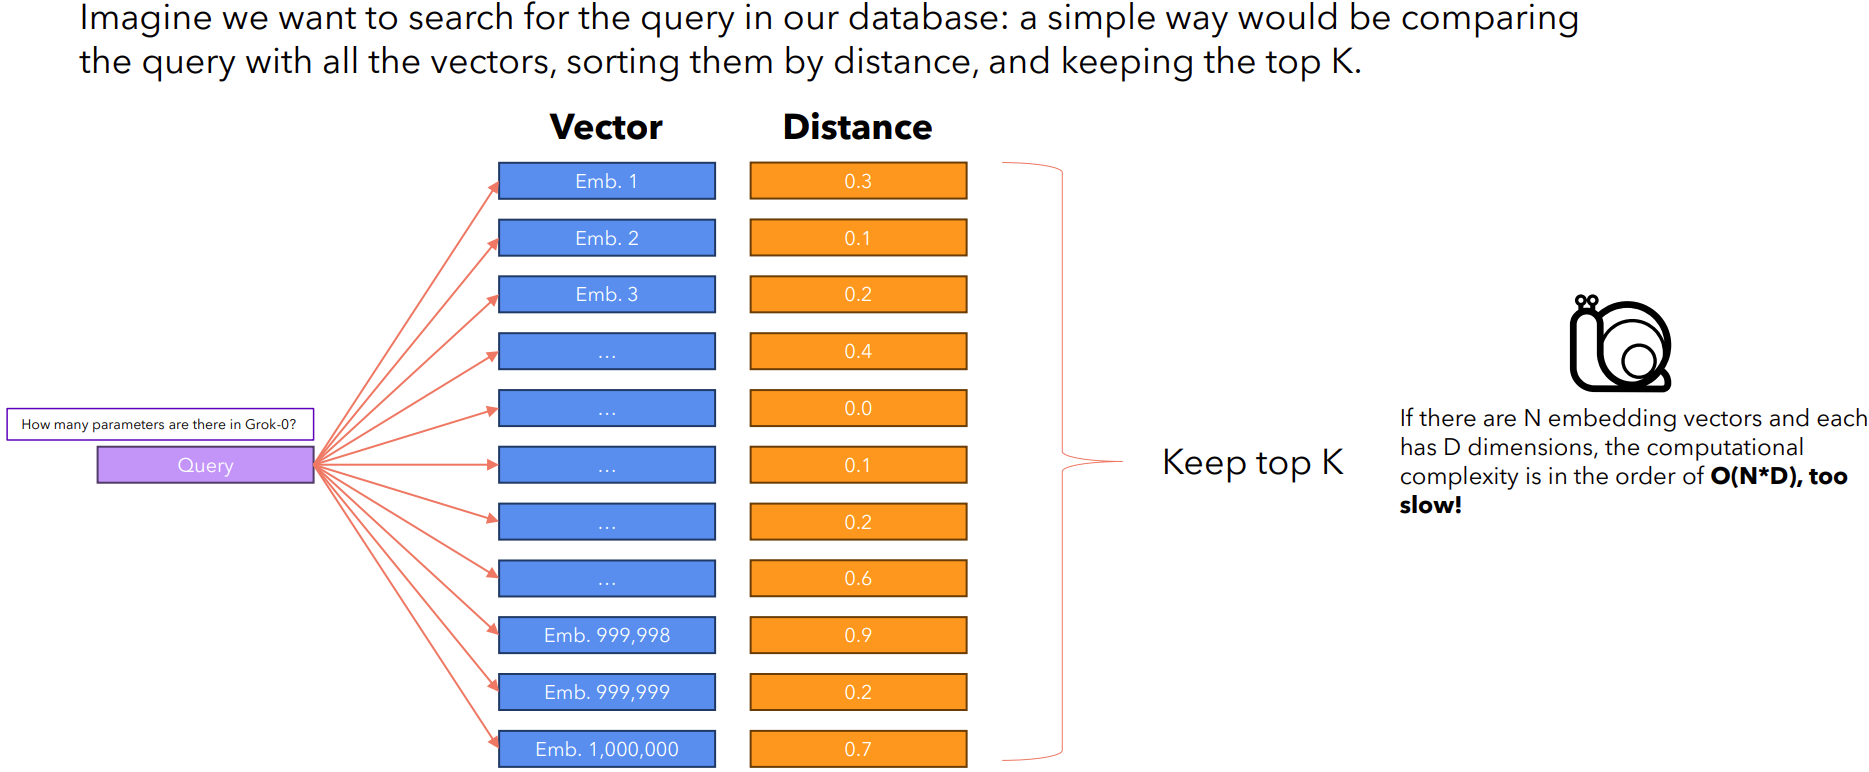 Imagine we want to search for the query in our database: a simple way would be comparing
the query with all the vectors, sorting them by distance, and keeping the top K.
Vector Distance
Emb. 1 0.3
Emb. 2 0.1
Emb. 3 0.2
... 0.4
... 0.0
How many parameters are there in Grok-0?
Query
... 0.1
... 0.2
... 0.6
Emb. 999,998 0.9
Emb. 999,999 0.2
Emb. 1,000,000 0.7
Keep top K
If there are N embedding vectors and each
has D dimensions, the computational
complexity is in the order of O(N*D), too
slow!